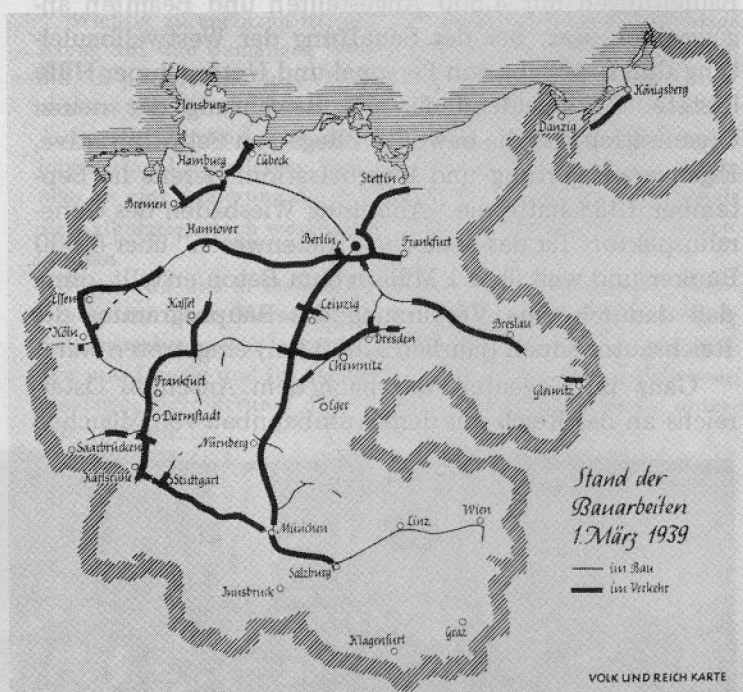 Flensburg
Königsberg
Danzig
Hamburg
Lübeck
Stettin
Bremen
Hannover
Berlin
Frankfurt
Essen
Kassel
Leipzig
Köln
Dresden
Breslau
Chemnitz
Frankfurt
Gleiwitz
Eger
Darmstadt
Nürnberg
Saarbrücken
Karlsruhe
Stuttgart
Stand der
Bauarbeiten
1. März 1939
im Bau
im Verkehr
Wien
Linz
München
Salzburg
Innsbruck
Graz
Klagenfurt
VOLK UND REICH KARTE